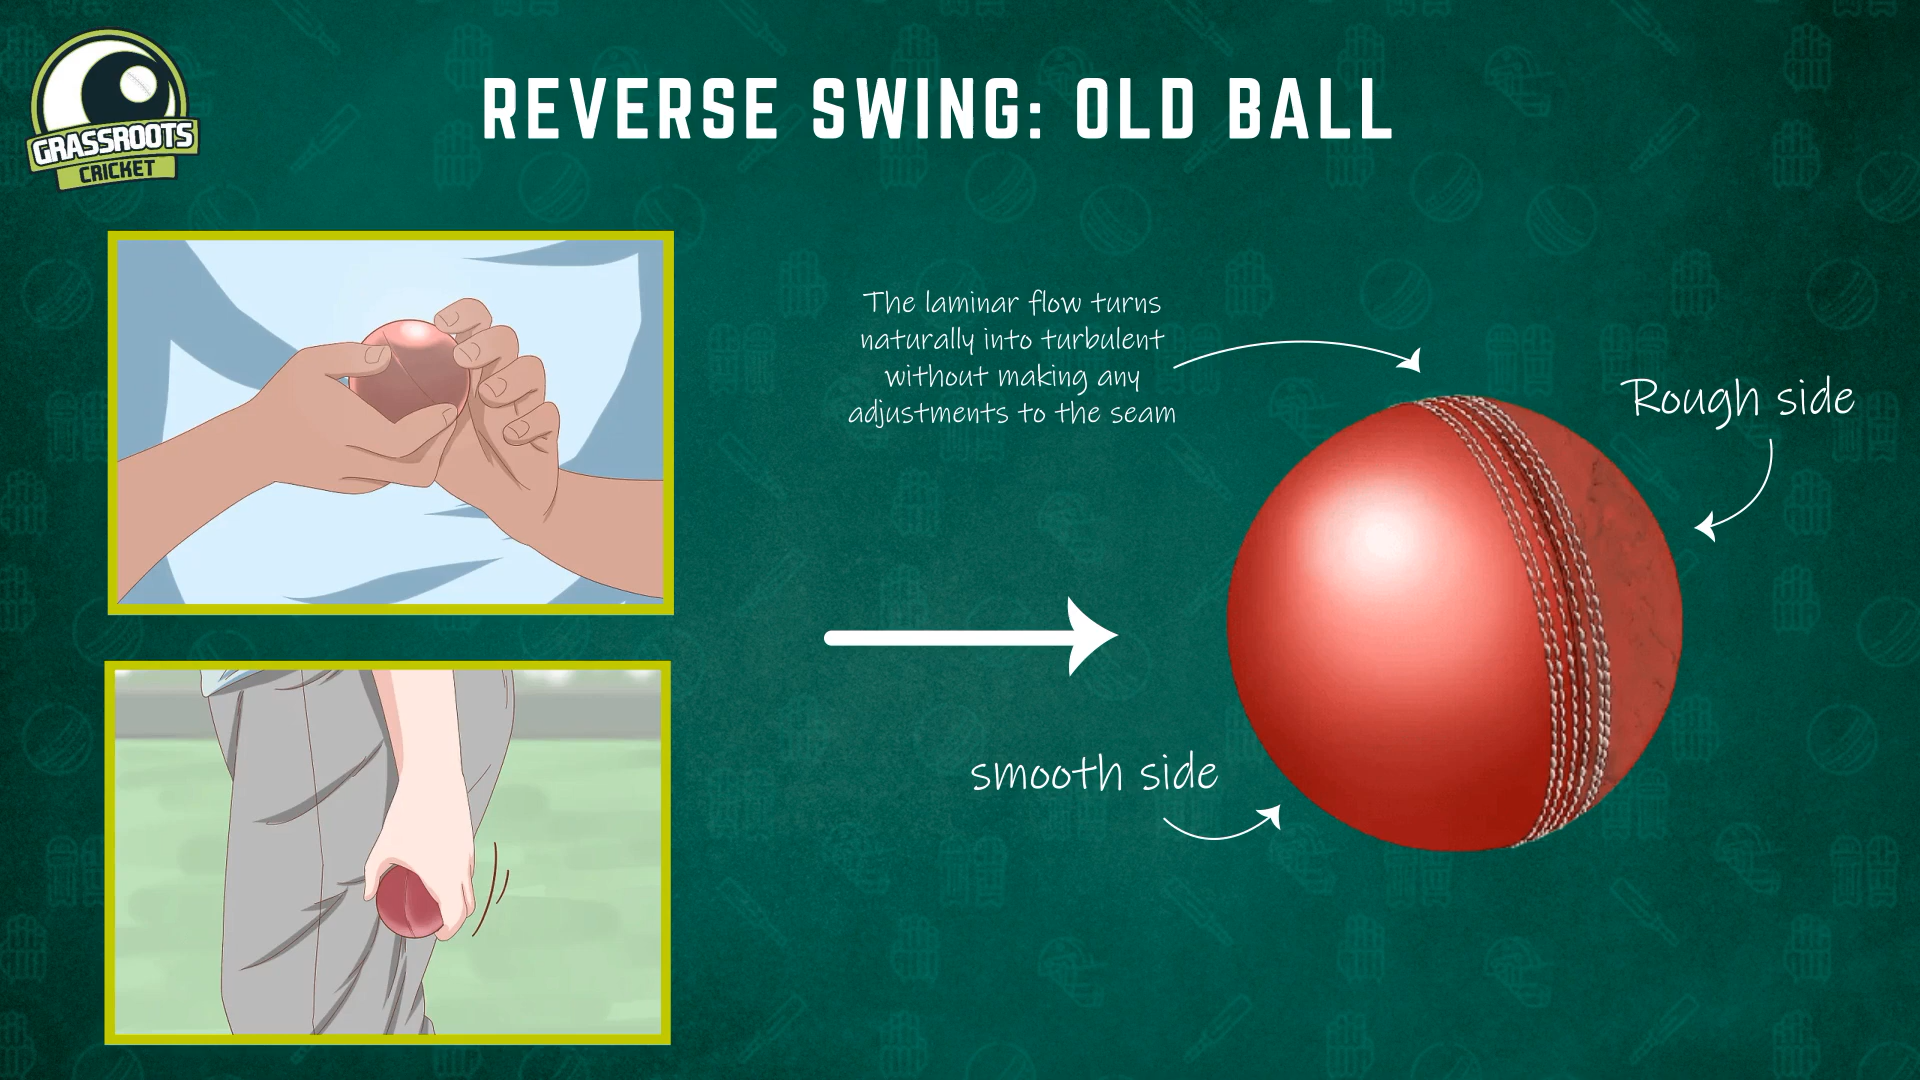 GRASSROOTS
CRICKET
REVERSE SWING: OLD BALL
The laminar flow turns
naturally into turbulent
without making any
adjustments to the seam
Rough side
smooth side